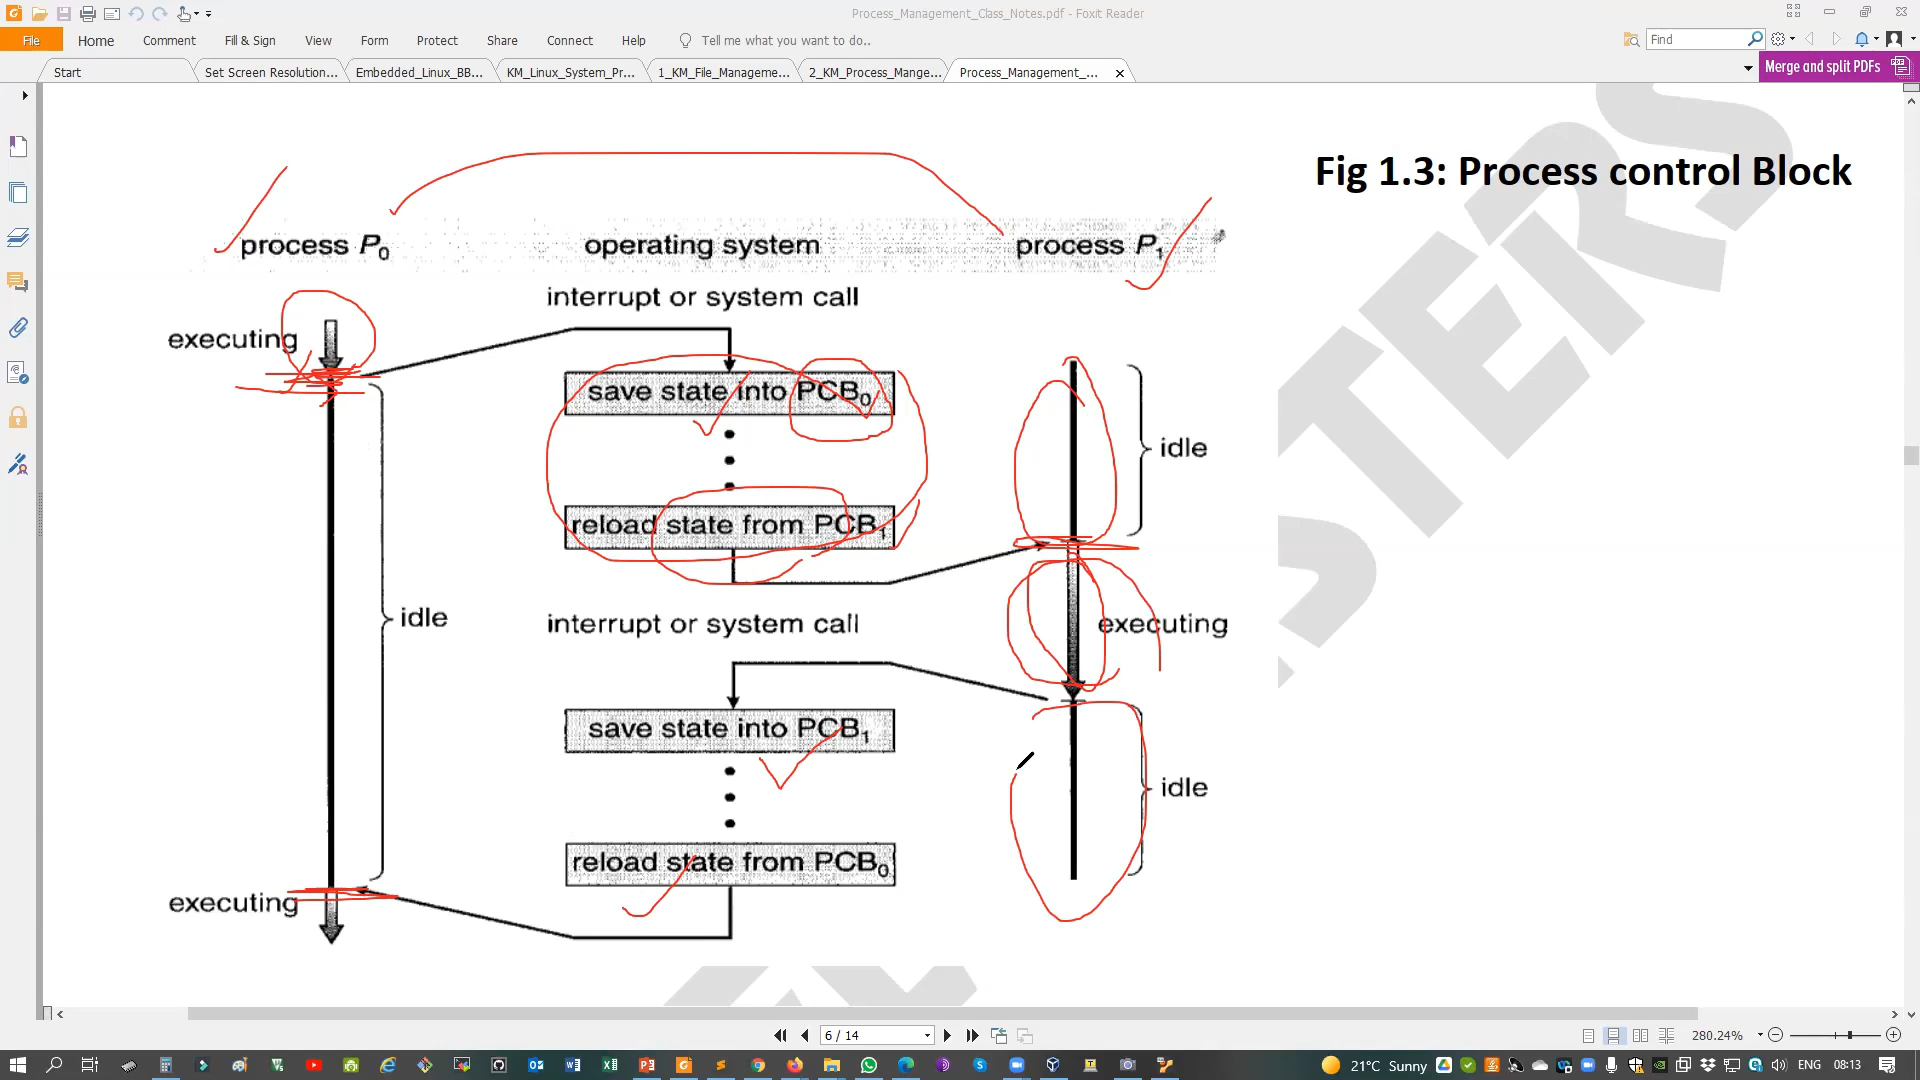 Process_Management_Class_Notes.pdf - Foxit Reader
File Home Comment Fill & Sign View Form Protect Share Connect Help Tell me what you want to do.. Find
Start Set Screen Resolution... Embedded_Linux_BB... KM_Linux_System_Pr... 1_KM_File_Manageme... 2_KM_Process_Mange... Process_Management_... Merge and split PDFs
Fig 1.3: Process control Block
process P0 operating system process P1
interrupt or system call
executing
save state into PCB0
idle
reload state from PCB1
idle
interrupt or system call
executing
save state into PCB1
idle
reload state from PCB0
executing
STERS
6 / 14
280.24%
21°C Sunny
ENG
08:13